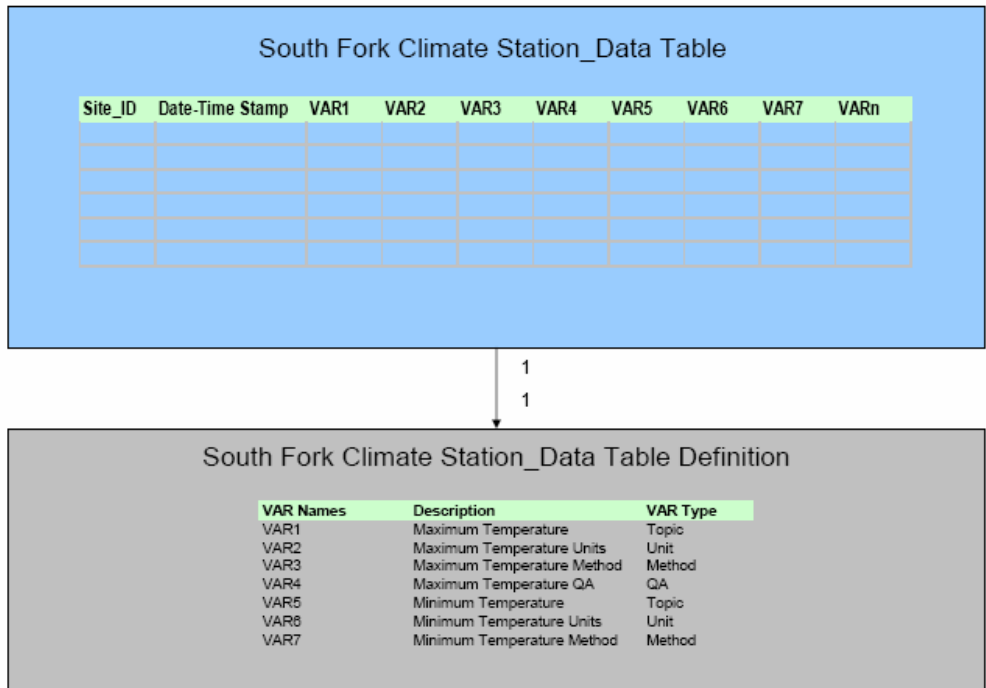 South Fork Climate Station_Data Table
Site_ID Date-Time Stamp VAR1 VAR2 VAR3 VAR4 VAR5 VAR6 VAR7 VARn
1
1
South Fork Climate Station_Data Table Definition
VAR Names Description VAR Type
VAR1 Maximum Temperature Topic
VAR2 Maximum Temperature Units Unit
VAR3 Maximum Temperature Method Method
VAR4 Maximum Temperature QA QA
VAR5 Minimum Temperature Topic
VAR6 Minimum Temperature Units Unit
VAR7 Minimum Temperature Method Method